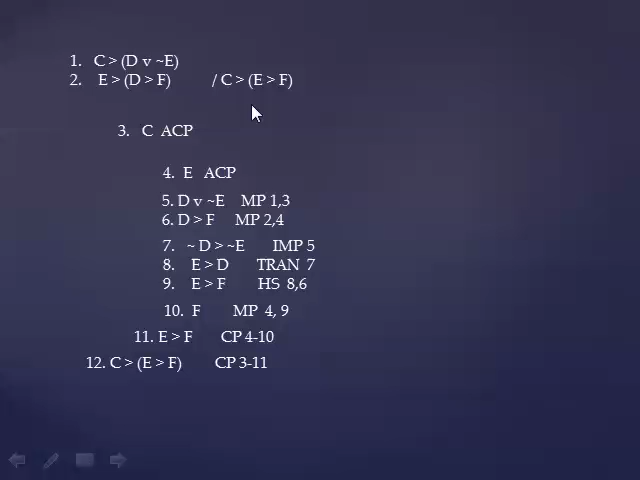 1. C > (D v ~E)
2. E > (D > F) / C > (E > F)
3. C ACP
4. E ACP
5. D v ~E MP 1,3
6. D > F MP 2,4
7. ~ D > ~E IMP 5
8. E > D TRAN 7
9. E > F HS 8,6
10. F MP 4, 9
11. E > F CP 4-10
12. C > (E > F) CP 3-11